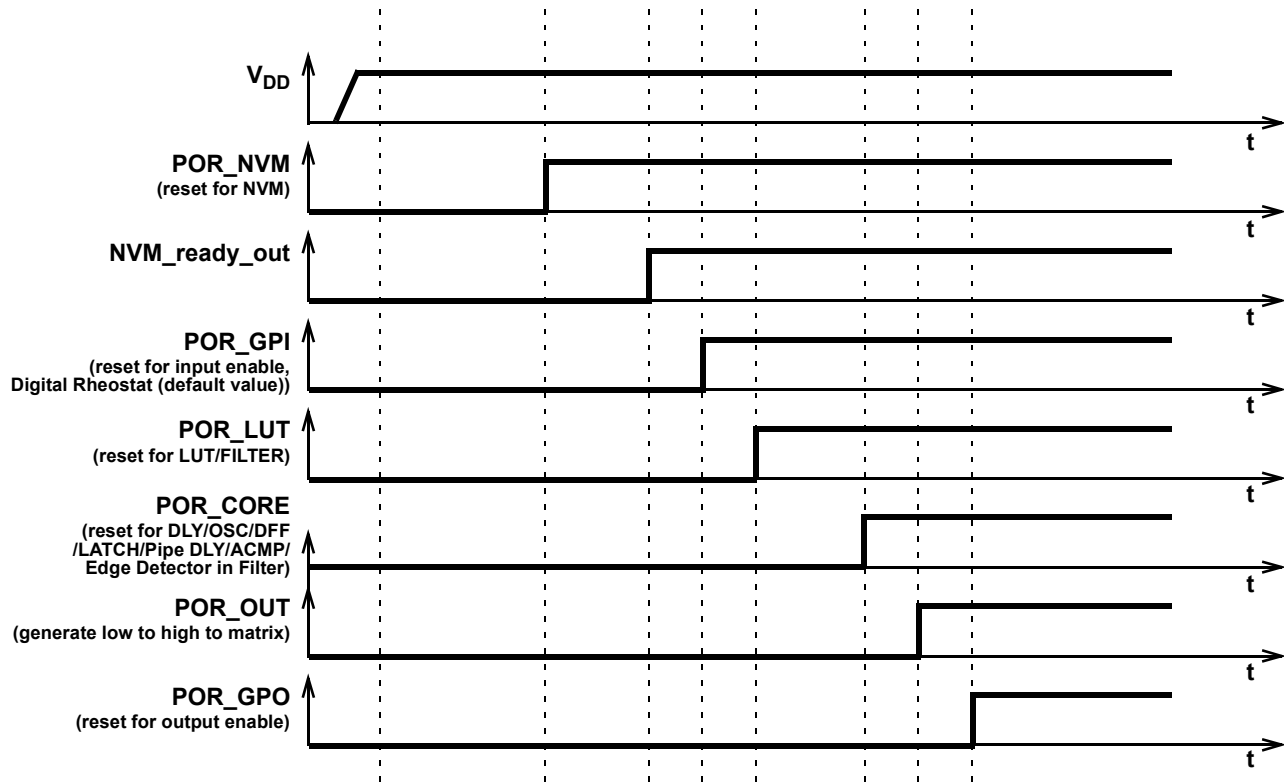 VDD
t
POR_NVM
(reset for NVM)
t
NVM_ready_out
t
POR_GPI
(reset for input enable,
Digital Rheostat (default value))
t
POR_LUT
(reset for LUT/FILTER)
t
POR_CORE
(reset for DLY/OSC/DFF
/LATCH/Pipe DLY/ACMP/
Edge Detector in Filter)
t
POR_OUT
(generate low to high to matrix)
t
POR_GPO
(reset for output enable)
t